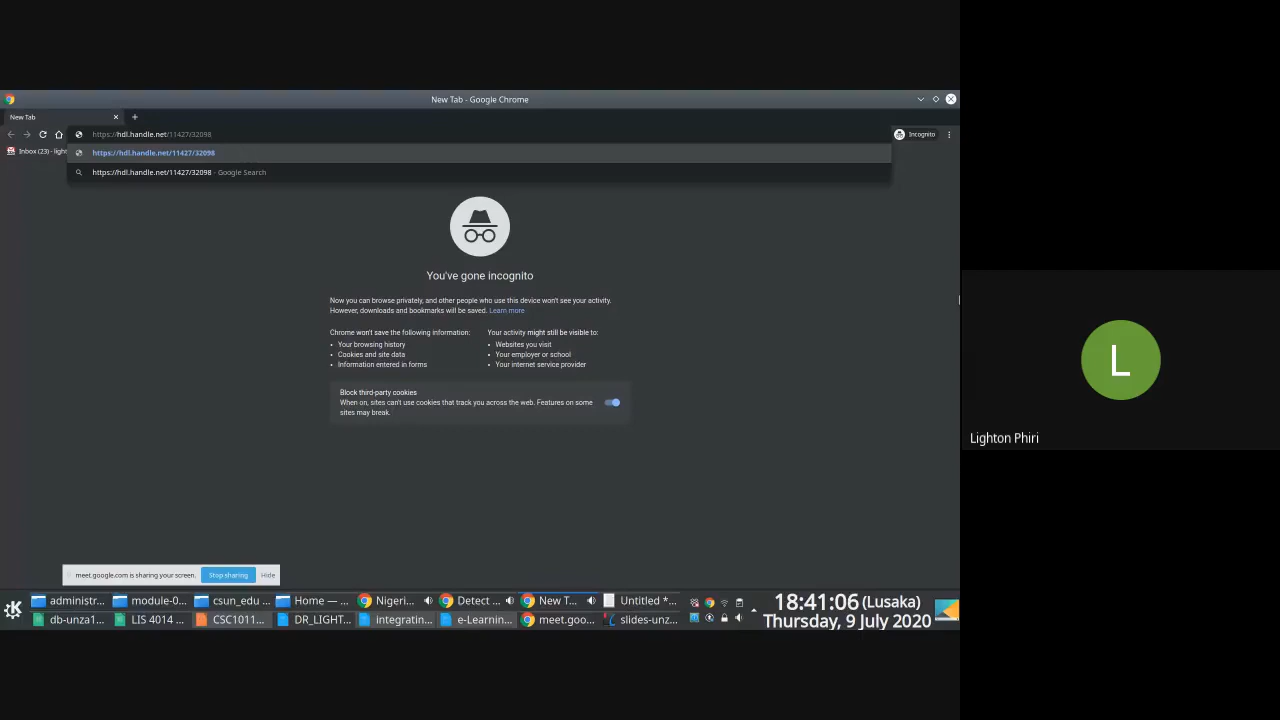 New Tab - Google Chrome
New Tab
https://hdl.handle.net/11427/32098
Incognito
Inbox (23) - light
https://hdl.handle.net/11427/32098
https://hdl.handle.net/11427/32098 - Google Search
You've gone incognito
Now you can browse privately, and other people who use this device won't see your activity.
However, downloads and bookmarks will be saved. Learn more
Chrome won't save the following information:
• Your browsing history
• Cookies and site data
• Information entered in forms
Your activity might still be visible to:
• Websites you visit
• Your employer or school
• Your internet service provider
Block third-party cookies
When on, sites can't use cookies that track you across the web. Features on some
sites may break.
L
Lighton Phiri
meet.google.com is sharing your screen.
Stop sharing
Hide
administr...
module-0...
csun_edu ...
Home — ...
Nigeri...
Detect ...
New T...
Untitled *...
db-unza1...
LIS 4014 ...
CSC1011...
DR_LIGHT...
integratin...
e-Learnin...
meet.goo...
slides-unz...
18:41:06 (Lusaka)
Thursday, 9 July 2020